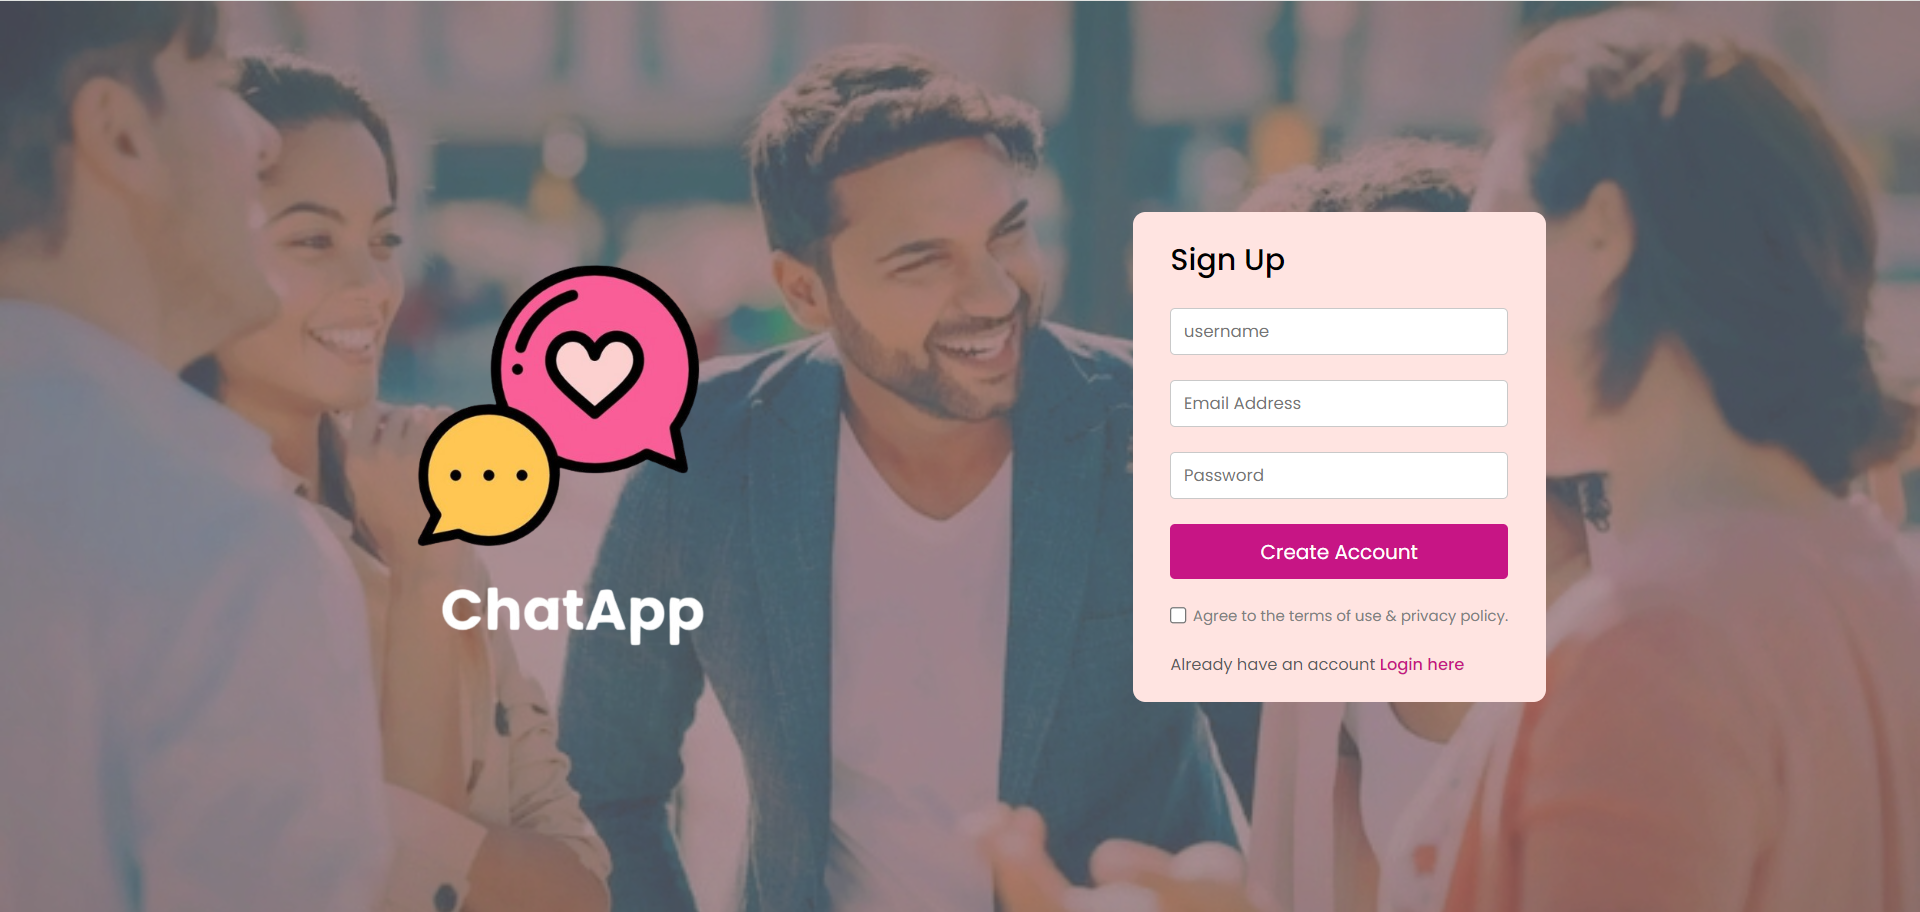 ChatApp
Sign Up
username
Email Address
Password
Create Account
Agree to the terms of use & privacy policy.
Already have an account Login here